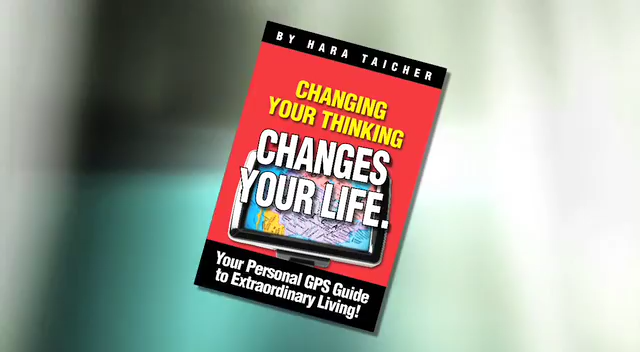 BY HARA TAICHER
CHANGING
YOUR THINKING
CHANGES
YOUR LIFE.
Your Personal GPS Guide
to Extraordinary Living!